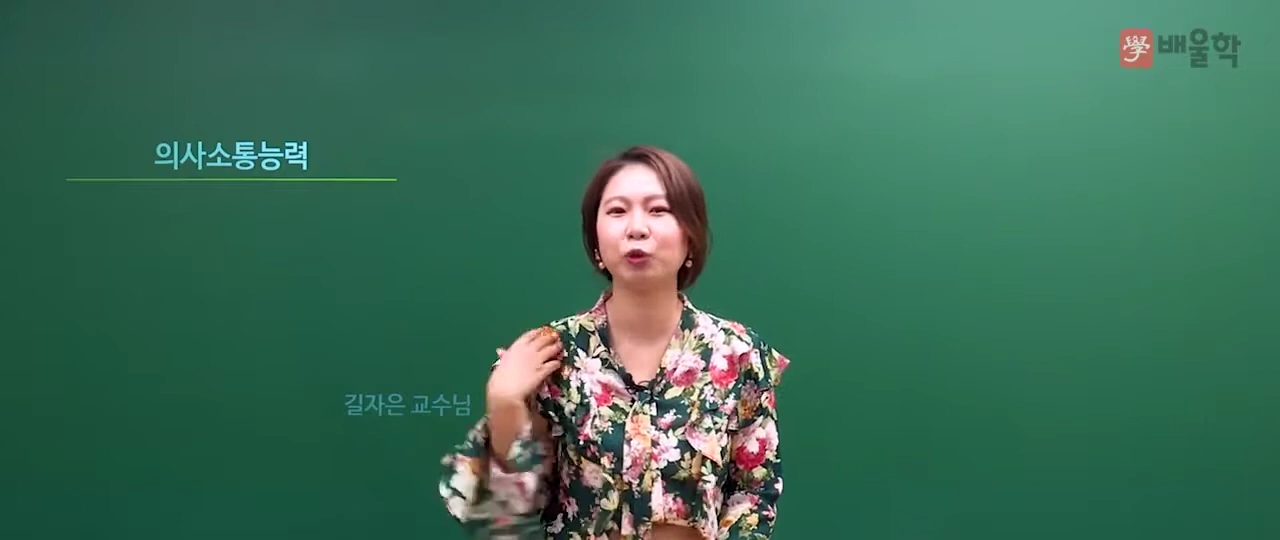 學 배울학
의사소통능력
길자은 교수님